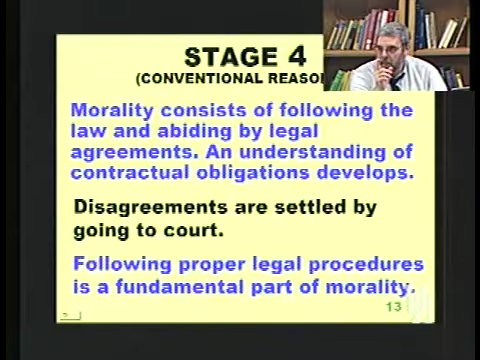 STAGE 4
(CONVENTIONAL REASON
Morality consists of following the
law and abiding by legal
agreements. An understanding of
contractual obligations develops.
Disagreements are settled by
going to court.
Following proper legal procedures
is a fundamental part of morality.
13